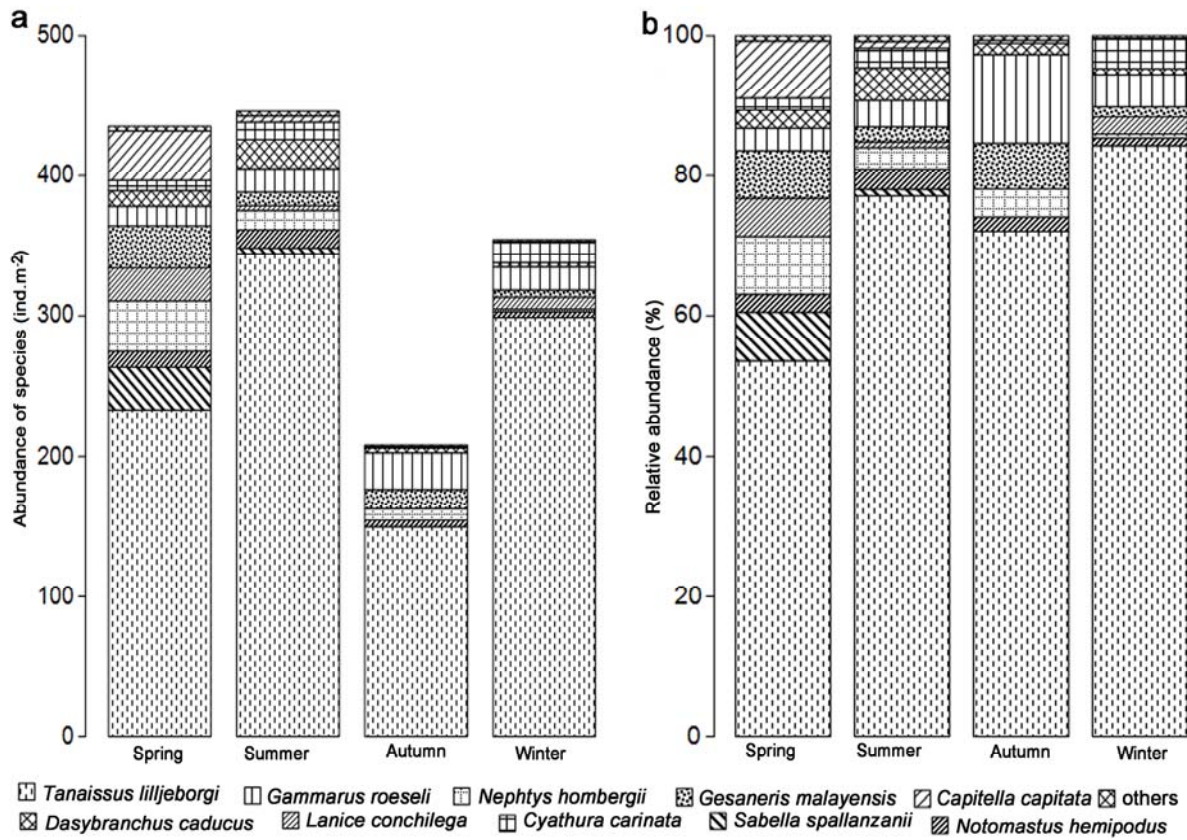 a
b
500
400
300
200
100
0
Abundance of species (ind.m-2)
Spring Summer Autumn Winter
100
80
60
40
20
0
Relative abundance (%)
Spring Summer Autumn Winter
Tanaissus lilljeborgi Gammarus roeseli Nephtys hombergii Gesaneris malayensis Capitella capitata others
Dasybranchus caducus Lanice conchilega Cyathura carinata Sabella spallanzanii Notomastus hemipodus